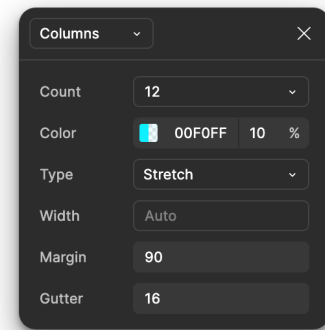 Columns
Count 12
Color 00F0FF 10 %
Type Stretch
Width Auto
Margin 90
Gutter 16